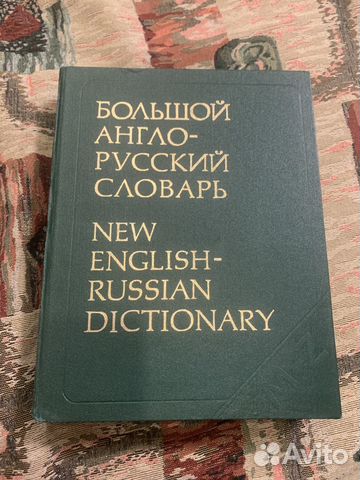 БОЛЬШОЙ
АНГЛО-
РУССКИЙ
СЛОВАРЬ
NEW
ENGLISH-
RUSSIAN
DICTIONARY
Avito